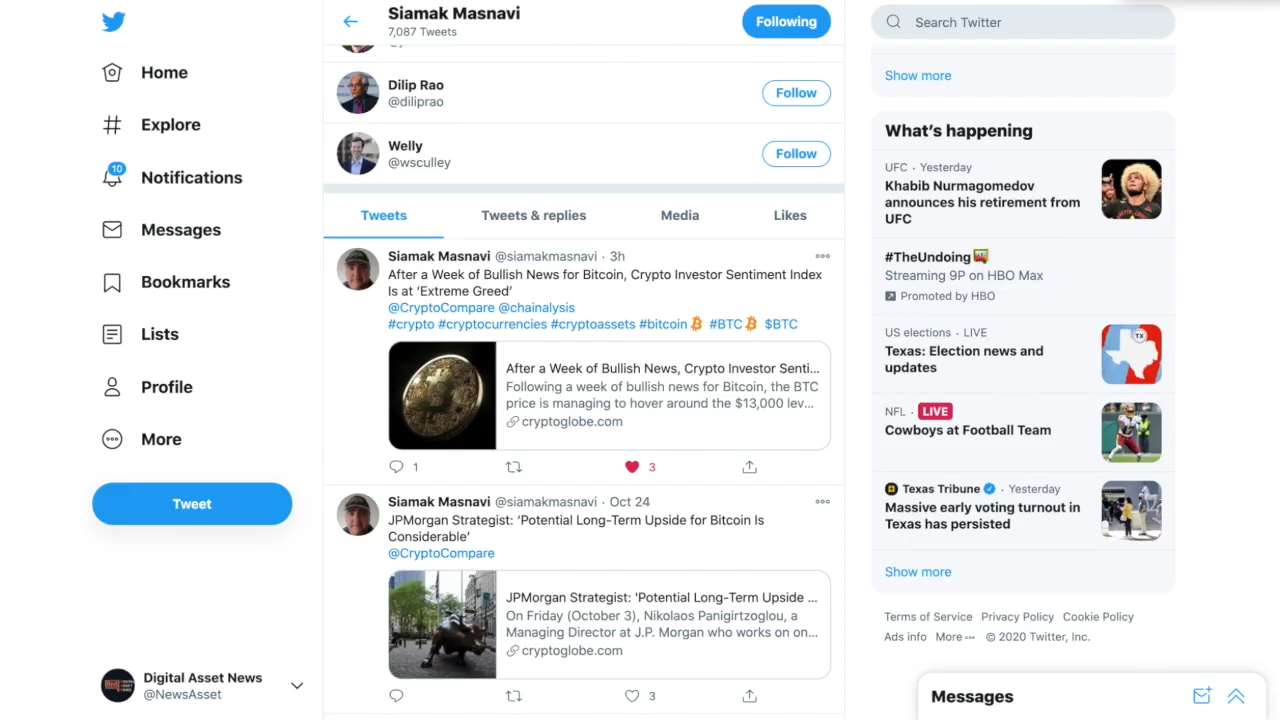 Home
Explore
10
Notifications
Messages
Bookmarks
Lists
Profile
More
Tweet
Digital Asset News
@NewsAsset
Siamak Masnavi
7,087 Tweets
Following
Dilip Rao
@diliprao
Follow
Welly
@wsculley
Follow
Tweets
Tweets & replies
Media
Likes
Siamak Masnavi @siamakmasnavi · 3h
After a Week of Bullish News for Bitcoin, Crypto Investor Sentiment Index
Is at ‘Extreme Greed’
@CryptoCompare @chainalysis
#crypto #cryptocurrencies #cryptoassets #bitcoin #BTC $BTC
After a Week of Bullish News, Crypto Investor Senti...
Following a week of bullish news for Bitcoin, the BTC
price is managing to hover around the $13,000 lev...
cryptoglobe.com
1
3
Siamak Masnavi @siamakmasnavi · Oct 24
JPMorgan Strategist: ‘Potential Long-Term Upside for Bitcoin Is
Considerable’
@CryptoCompare
JPMorgan Strategist: 'Potential Long-Term Upside ...
On Friday (October 3), Nikolaos Panigirtzoglou, a
Managing Director at J.P. Morgan who works on on...
cryptoglobe.com
3
Search Twitter
Show more
What’s happening
UFC · Yesterday
Khabib Nurmagomedov
announces his retirement from
UFC
#TheUndoing
Streaming 9P on HBO Max
Promoted by HBO
US elections · LIVE
Texas: Election news and
updates
TX
NFL · LIVE
Cowboys at Football Team
Texas Tribune · Yesterday
Massive early voting turnout in
Texas has persisted
Show more
Terms of Service Privacy Policy Cookie Policy
Ads info More © 2020 Twitter, Inc.
Messages